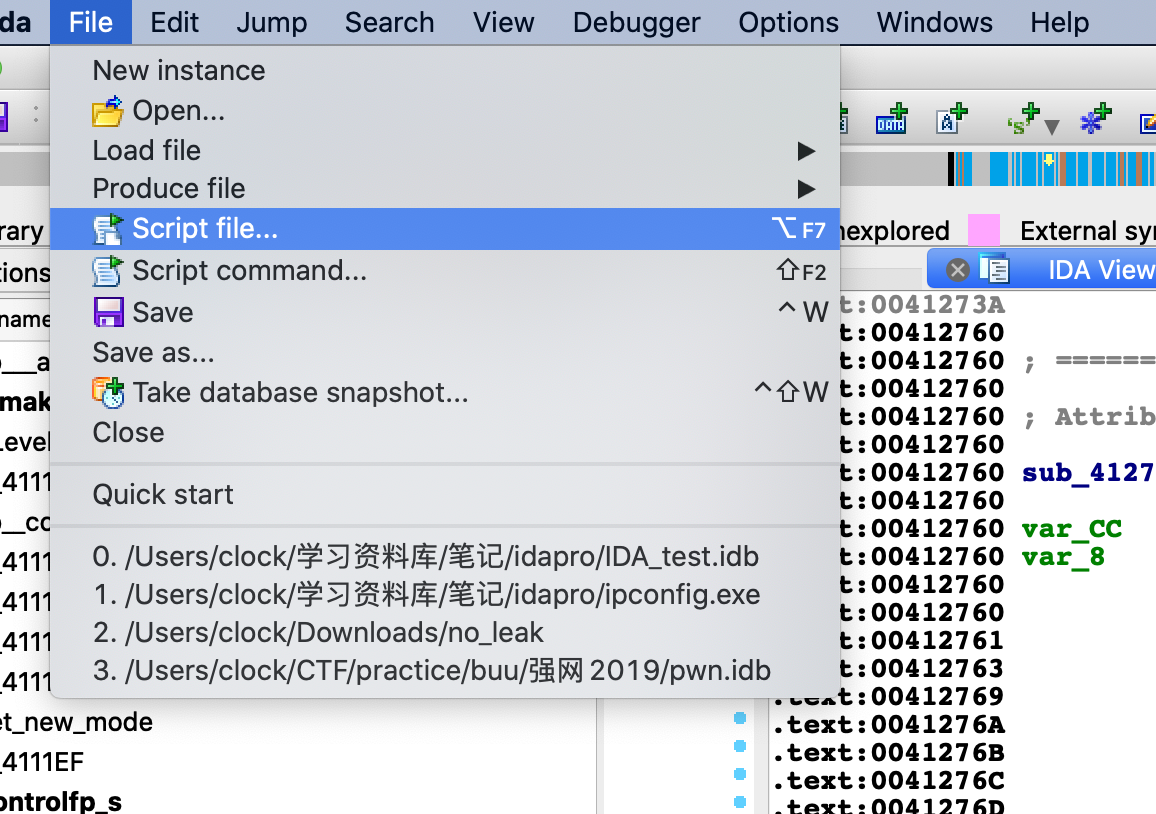 da File Edit Jump Search View Debugger Options Windows Help
New instance
Open...
Load file
Produce file
Script file... ⌥F7
Script command... ⇧F2
Save ^W
Save as...
Take database snapshot... ^⇧W
Close
Quick start
0. /Users/clock/学习资料库/笔记/idapro/IDA_test.idb
1. /Users/clock/学习资料库/笔记/idapro/ipconfig.exe
2. /Users/clock/Downloads/no_leak
3. /Users/clock/CTF/practice/buu/强网 2019/pwn.idb
rary
nexplored
External syr
tions
IDA View
name
__a
mak
Level
_4111
__cc
_4111
_4111
_4111
_4111
et_new_mode
_4111EF
ontrolfp_s
t:0041273A
t:00412760
t:00412760 ; =======
t:00412760
t:00412760 ; Attrib
t:00412760
t:00412760 sub_4127
t:00412760
t:00412760 var_CC
t:00412760 var_8
t:00412760
t:00412760
t:00412761
t:00412763
.text:00412769
.text:0041276A
.text:0041276B
.text:0041276C
.text:0041276D